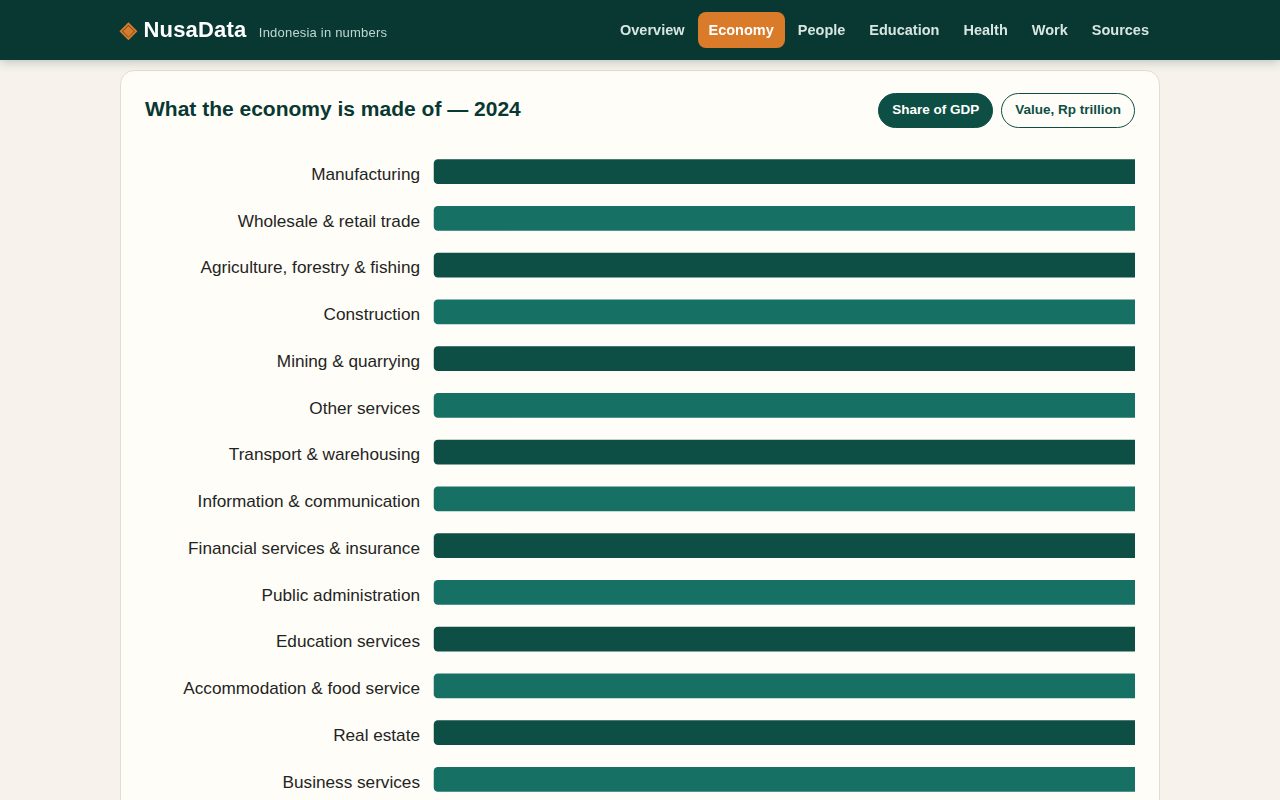 ◈ NusaData Indonesia in numbers
Overview Economy People Education Health Work Sources
What the economy is made of — 2024
Share of GDP Value, Rp trillion
Manufacturing
Wholesale & retail trade
Agriculture, forestry & fishing
Construction
Mining & quarrying
Other services
Transport & warehousing
Information & communication
Financial services & insurance
Public administration
Education services
Accommodation & food service
Real estate
Business services